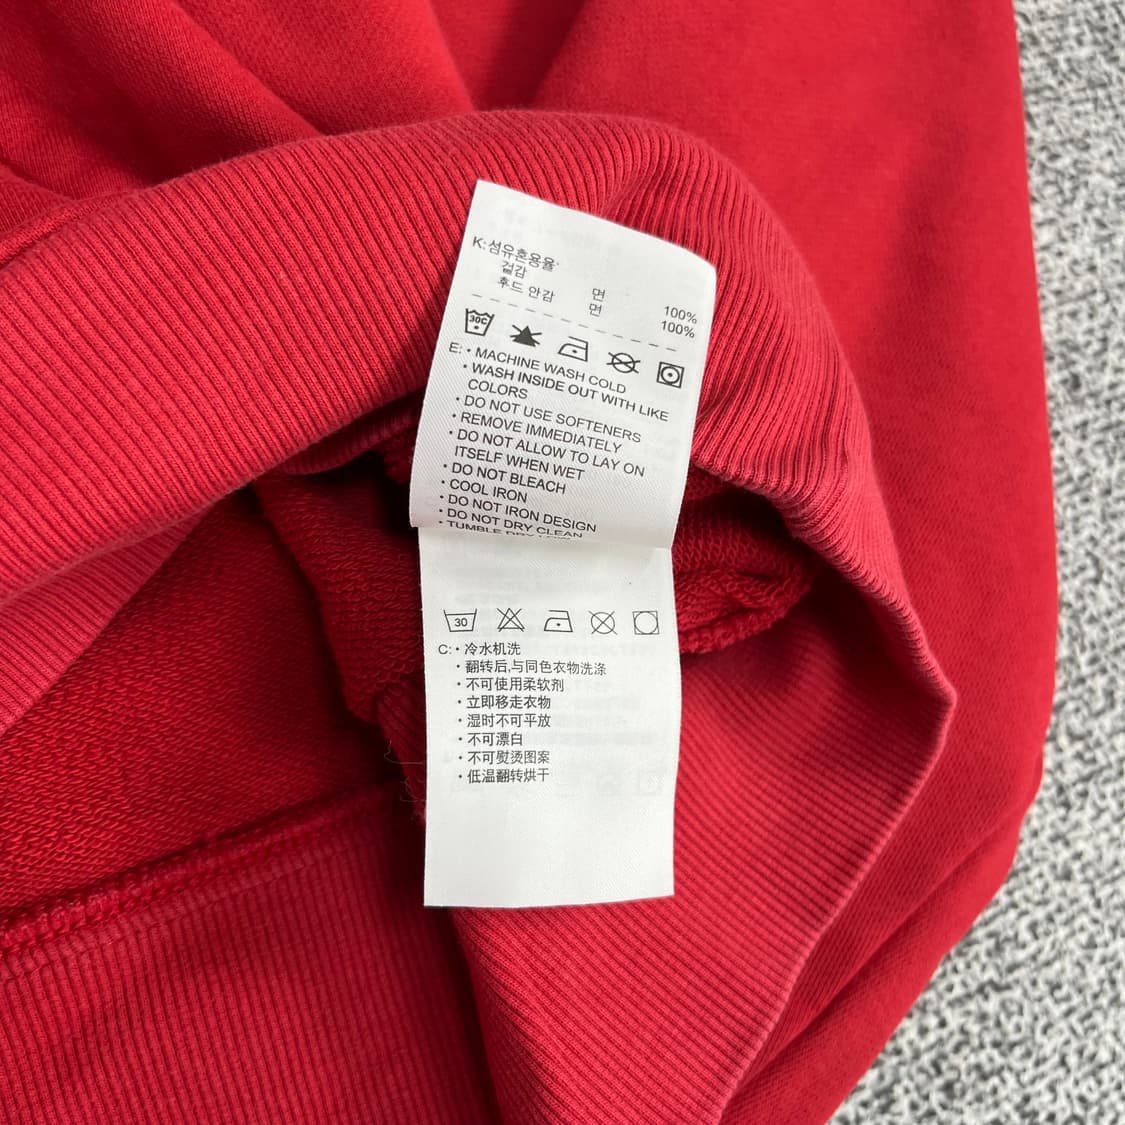 K:섬유혼용율
겉감 면 100%
후드 안감 면 100%
30C
E: • MACHINE WASH COLD
• WASH INSIDE OUT WITH LIKE
COLORS
• DO NOT USE SOFTENERS
• REMOVE IMMEDIATELY
• DO NOT ALLOW TO LAY ON
ITSELF WHEN WET
• DO NOT BLEACH
• COOL IRON
• DO NOT IRON DESIGN
• DO NOT DRY CLEAN
• TUMBLE DRY LOW
30
C: • 冷水机洗
• 翻转后,与同色衣物洗涤
• 不可使用柔软剂
• 立即移走衣物
• 湿时不可平放
• 不可漂白
• 不可熨烫图案
• 低温翻转烘干